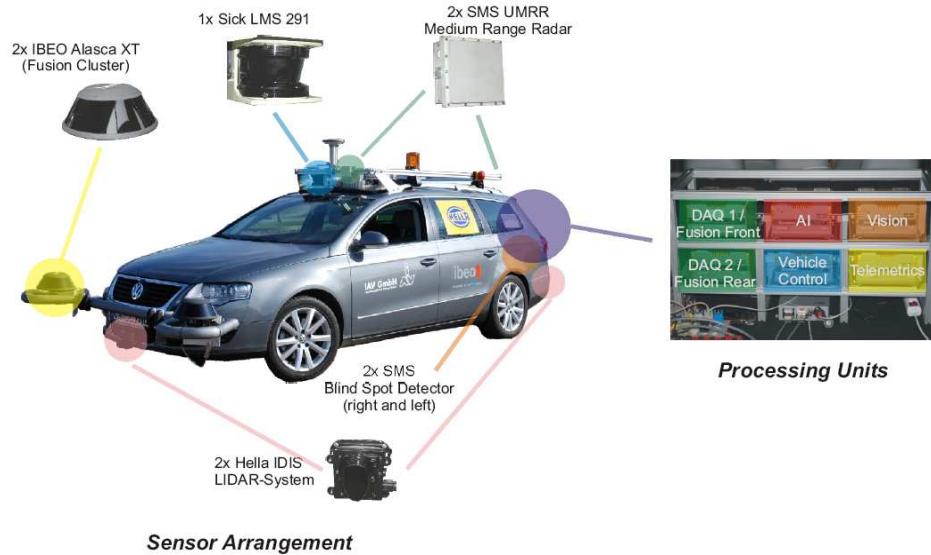 1x Sick LMS 291
2x SMS UMRR
Medium Range Radar
2x IBEO Alasca XT
(Fusion Cluster)
HELLA
IAV GmbH
ibeo
DAQ 1 /
Fusion Front
AI
Vision
DAQ 2 /
Fusion Rear
Vehicle
Control
Telemetrics
Processing Units
2x SMS
Blind Spot Detector
(right and left)
2x Hella IDIS
LIDAR-System
Sensor Arrangement